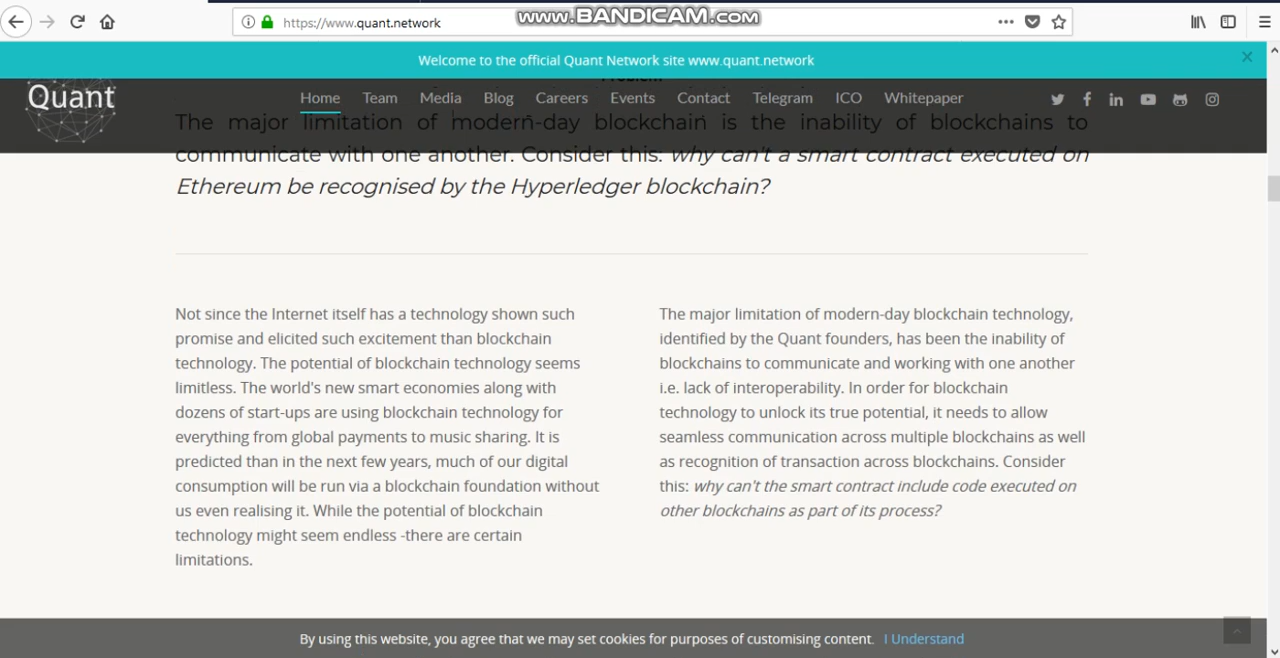 https://www.quant.network
www.BANDICAM.com
Welcome to the official Quant Network site www.quant.network
Quant
Home Team Media Blog Careers Events Contact Telegram ICO Whitepaper
The major limitation of modern-day blockchain is the inability of blockchains to
communicate with one another. Consider this: why can't a smart contract executed on
Ethereum be recognised by the Hyperledger blockchain?
Not since the Internet itself has a technology shown such
promise and elicited such excitement than blockchain
technology. The potential of blockchain technology seems
limitless. The world's new smart economies along with
dozens of start-ups are using blockchain technology for
everything from global payments to music sharing. It is
predicted than in the next few years, much of our digital
consumption will be run via a blockchain foundation without
us even realising it. While the potential of blockchain
technology might seem endless -there are certain
limitations.
The major limitation of modern-day blockchain technology,
identified by the Quant founders, has been the inability of
blockchains to communicate and working with one another
i.e. lack of interoperability. In order for blockchain
technology to unlock its true potential, it needs to allow
seamless communication across multiple blockchains as well
as recognition of transaction across blockchains. Consider
this: why can't the smart contract include code executed on
other blockchains as part of its process?
By using this website, you agree that we may set cookies for purposes of customising content. I Understand